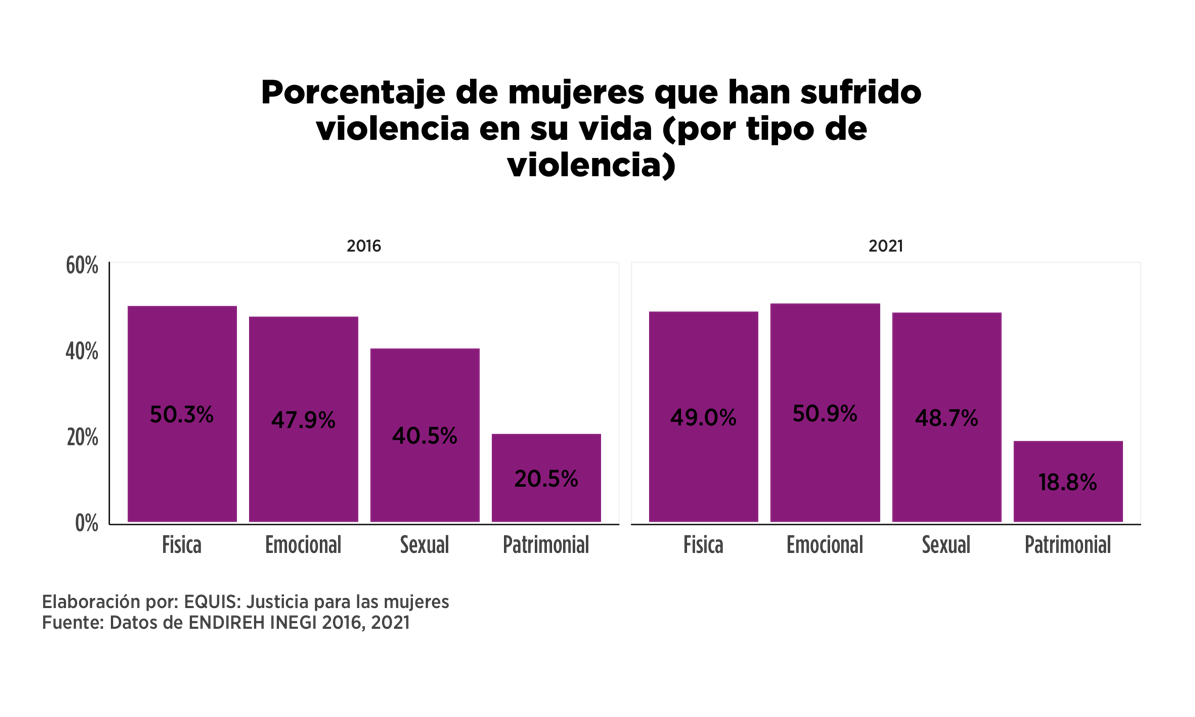 Porcentaje de mujeres que han sufrido
violencia en su vida (por tipo de
violencia)
2016
2021
60%
40%
20%
0%
50.3%
47.9%
40.5%
20.5%
49.0%
50.9%
48.7%
18.8%
Fisica
Emocional
Sexual
Patrimonial
Fisica
Emocional
Sexual
Patrimonial
Elaboración por: EQUIS: Justicia para las mujeres
Fuente: Datos de ENDIREH INEGI 2016, 2021